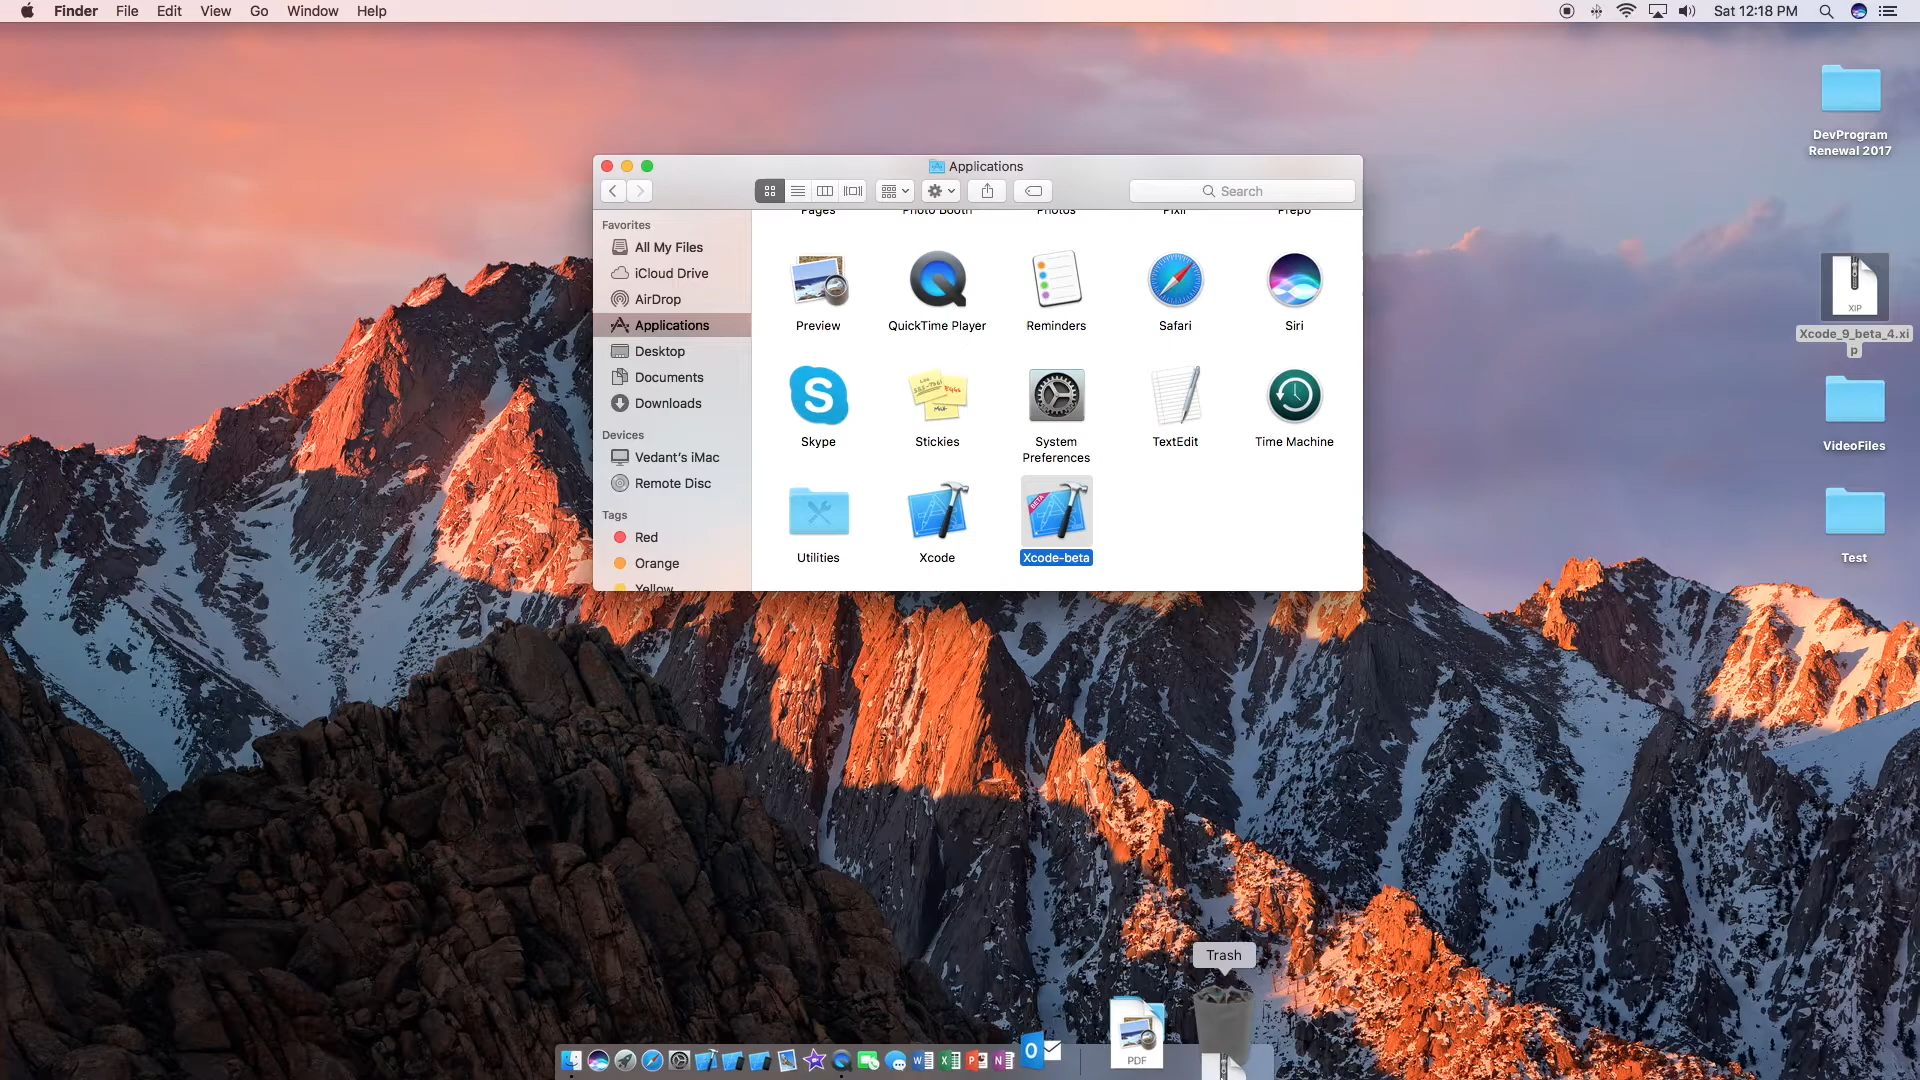 Finder File Edit View Go Window Help
Sat 12:18 PM
DevProgram
Renewal 2017
XIP
Xcode_9_beta_4.xi
p
VideoFiles
Test
Applications
Search
Favorites
All My Files
iCloud Drive
AirDrop
Applications
Desktop
Documents
Downloads
Devices
Vedant's iMac
Remote Disc
Tags
Red
Orange
Yellow
Pages Photo Booth Photos Pixlr Prepo
Preview QuickTime Player Reminders Safari Siri
Skype Stickies System
Preferences TextEdit Time Machine
Utilities Xcode Xcode-beta
BETA
Trash
PDF